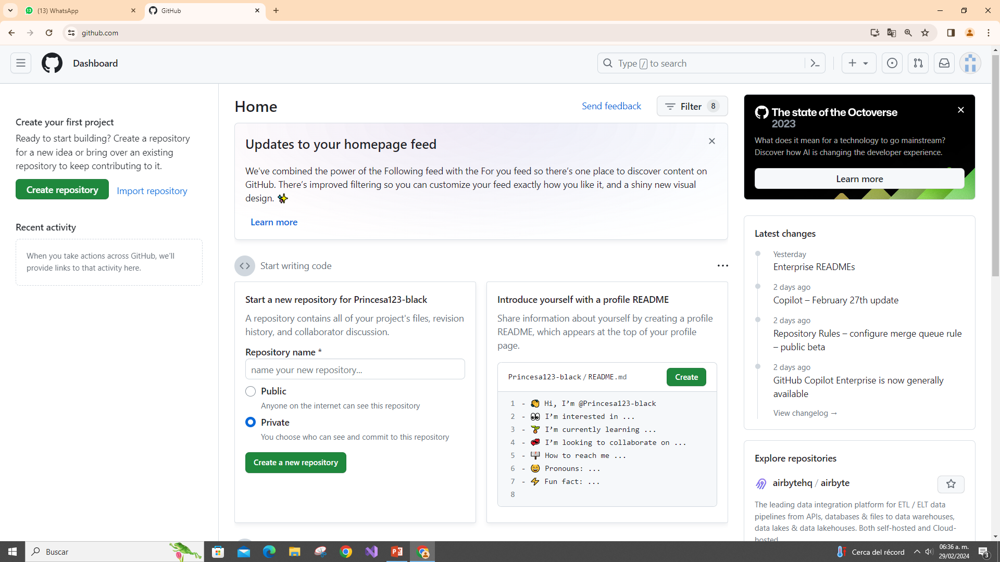 (13) WhatsApp
GitHub
github.com
Dashboard
Type / to search
Create your first project
Ready to start building? Create a repository
for a new idea or bring over an existing
repository to keep contributing to it.
Create repository
Import repository
Recent activity
When you take actions across GitHub, we'll
provide links to that activity here.
Home
Send feedback
Filter 8
Updates to your homepage feed
We've combined the power of the Following feed with the For you feed so there's one place to discover content on
GitHub. There's improved filtering so you can customize your feed exactly how you like it, and a shiny new visual
design. ✨
Learn more
Start writing code
Start a new repository for Princesa123-black
A repository contains all of your project's files, revision
history, and collaborator discussion.
Repository name *
name your new repository...
Public
Anyone on the internet can see this repository
Private
You choose who can see and commit to this repository
Create a new repository
Introduce yourself with a profile README
Share information about yourself by creating a profile
README, which appears at the top of your profile
page.
Princesa123-black / README.md
Create
1 - 👋 Hi, I'm @Princesa123-black
2 - 👀 I'm interested in ...
3 - 🌱 I'm currently learning ...
4 - 💞️ I'm looking to collaborate on ...
5 - 📫 How to reach me ...
6 - 😄 Pronouns: ...
7 - ⚡ Fun fact: ...
8
The state of the Octoverse
2023
What does it mean for a technology to go mainstream?
Discover how AI is changing the developer experience.
Learn more
Latest changes
Yesterday
Enterprise READMEs
2 days ago
Copilot – February 27th update
2 days ago
Repository Rules – configure merge queue rule
– public beta
2 days ago
GitHub Copilot Enterprise is now generally
available
View changelog →
Explore repositories
airbytehq / airbyte
The leading data integration platform for ETL / ELT data
pipelines from APIs, databases & files to data warehouses,
data lakes & data lakehouses. Both self-hosted and Cloud-
hosted.
Buscar
Cerca del récord
06:36 a. m.
29/02/2024
3